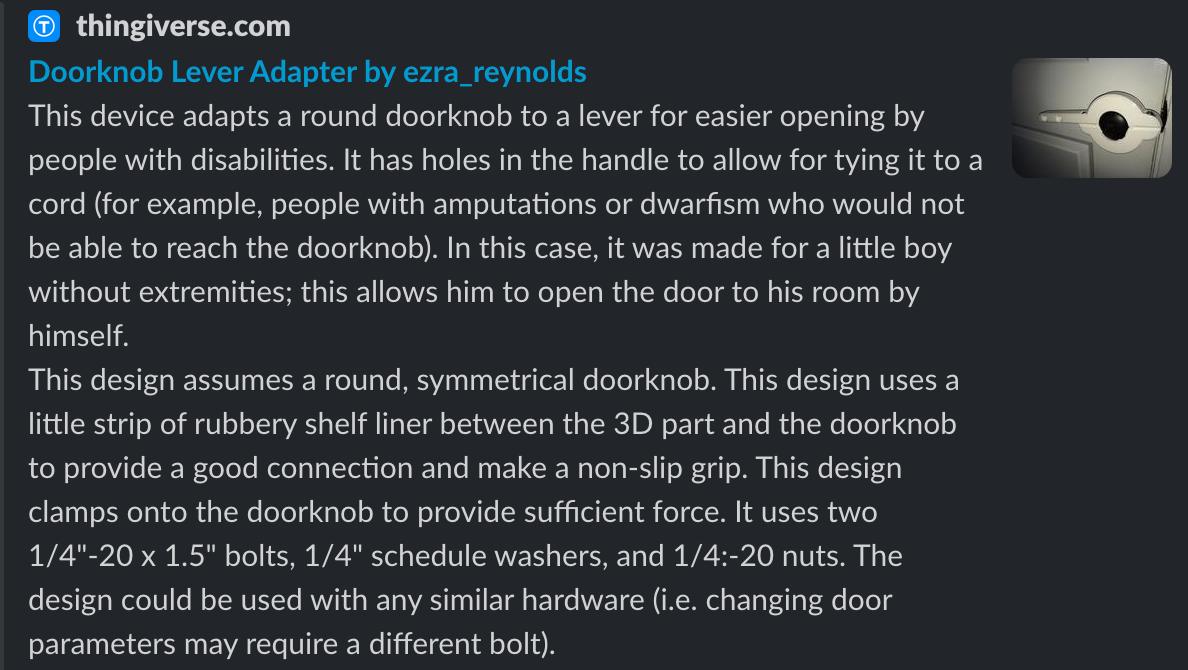 thingiverse.com
Doorknob Lever Adapter by ezra_reynolds
This device adapts a round doorknob to a lever for easier opening by
people with disabilities. It has holes in the handle to allow for tying it to a
cord (for example, people with amputations or dwarfism who would not
be able to reach the doorknob). In this case, it was made for a little boy
without extremities; this allows him to open the door to his room by
himself.
This design assumes a round, symmetrical doorknob. This design uses a
little strip of rubbery shelf liner between the 3D part and the doorknob
to provide a good connection and make a non-slip grip. This design
clamps onto the doorknob to provide sufficient force. It uses two
1/4"-20 x 1.5" bolts, 1/4" schedule washers, and 1/4:-20 nuts. The
design could be used with any similar hardware (i.e. changing door
parameters may require a different bolt).